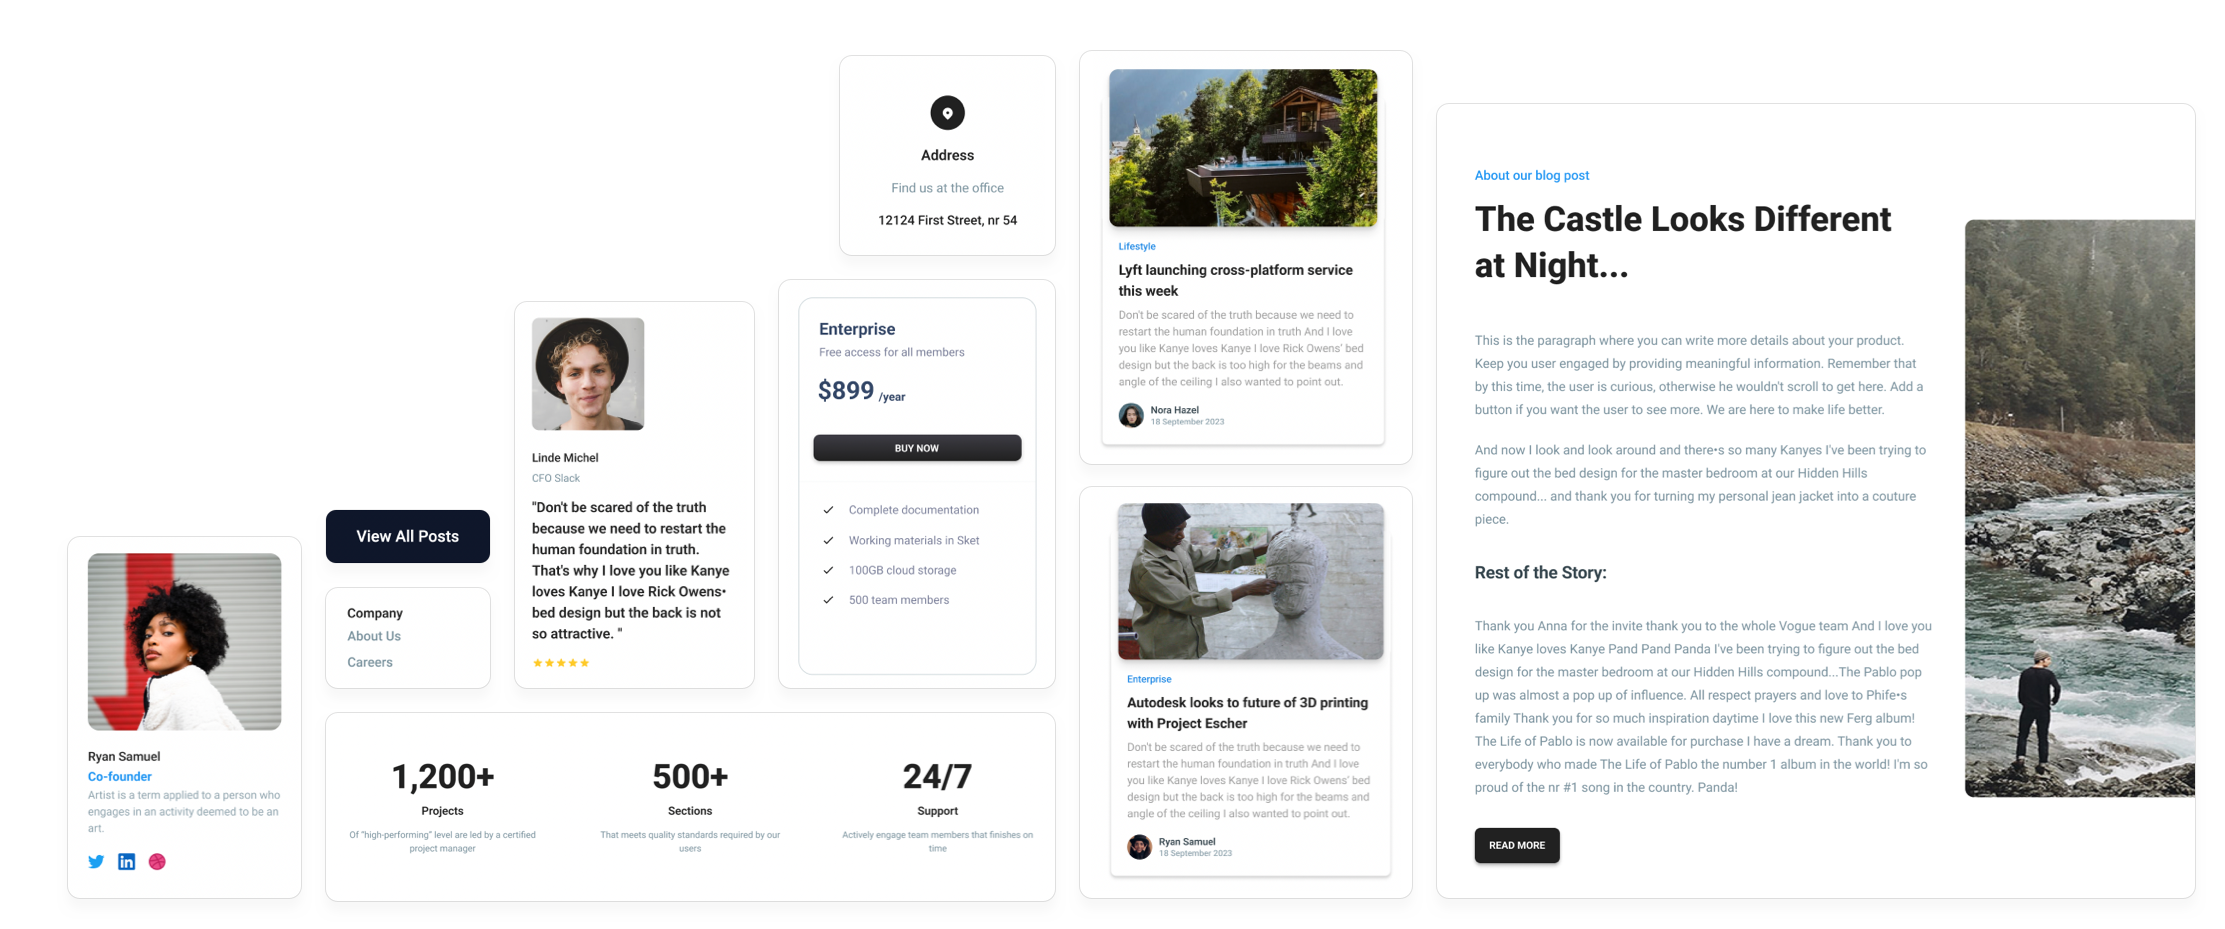 Ryan Samuel
Co-founder
Artist is a term applied to a person who
engages in an activity deemed to be an
art.
View All Posts
Company
About Us
Careers
Linde Michel
CFO Slack
"Don't be scared of the truth
because we need to restart the
human foundation in truth.
That's why I love you like Kanye
loves Kanye I love Rick Owens•
bed design but the back is not
so attractive. "
Address
Find us at the office
12124 First Street, nr 54
Enterprise
Free access for all members
$899 /year
BUY NOW
Complete documentation
Working materials in Sket
100GB cloud storage
500 team members
1,200+
Projects
Of "high-performing" level are led by a certified
project manager
500+
Sections
That meets quality standards required by our
users
24/7
Support
Actively engage team members that finishes on
time
Lifestyle
Lyft launching cross-platform service
this week
Don't be scared of the truth because we need to
restart the human foundation in truth And I love
you like Kanye loves Kanye I love Rick Owens' bed
design but the back is too high for the beams and
angle of the ceiling I also wanted to point out.
Nora Hazel
18 September 2023
Enterprise
Autodesk looks to future of 3D printing
with Project Escher
Don't be scared of the truth because we need to
restart the human foundation in truth And I love
you like Kanye loves Kanye I love Rick Owens' bed
design but the back is too high for the beams and
angle of the ceiling I also wanted to point out.
Ryan Samuel
18 September 2023
About our blog post
The Castle Looks Different
at Night...
This is the paragraph where you can write more details about your product.
Keep you user engaged by providing meaningful information. Remember that
by this time, the user is curious, otherwise he wouldn't scroll to get here. Add a
button if you want the user to see more. We are here to make life better.
And now I look and look around and there•s so many Kanyes I've been trying to
figure out the bed design for the master bedroom at our Hidden Hills
compound... and thank you for turning my personal jean jacket into a couture
piece.
Rest of the Story:
Thank you Anna for the invite thank you to the whole Vogue team And I love you
like Kanye loves Kanye Pand Pand Panda I've been trying to figure out the bed
design for the master bedroom at our Hidden Hills compound...The Pablo pop
up was almost a pop up of influence. All respect prayers and love to Phife•s
family Thank you for so much inspiration daytime I love this new Ferg album!
The Life of Pablo is now available for purchase I have a dream. Thank you to
everybody who made The Life of Pablo the number 1 album in the world! I'm so
proud of the nr #1 song in the country. Panda!
READ MORE